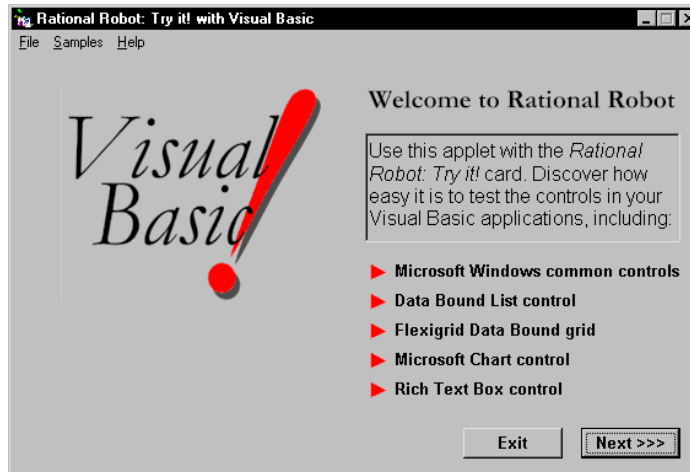 Rational Robot: Try it! with Visual Basic
File Samples Help
Visual
Basic!
Welcome to Rational Robot
Use this applet with the Rational
Robot: Try it! card. Discover how
easy it is to test the controls in your
Visual Basic applications, including:
Microsoft Windows common controls
Data Bound List control
Flexigrid Data Bound grid
Microsoft Chart control
Rich Text Box control
Exit Next >>>